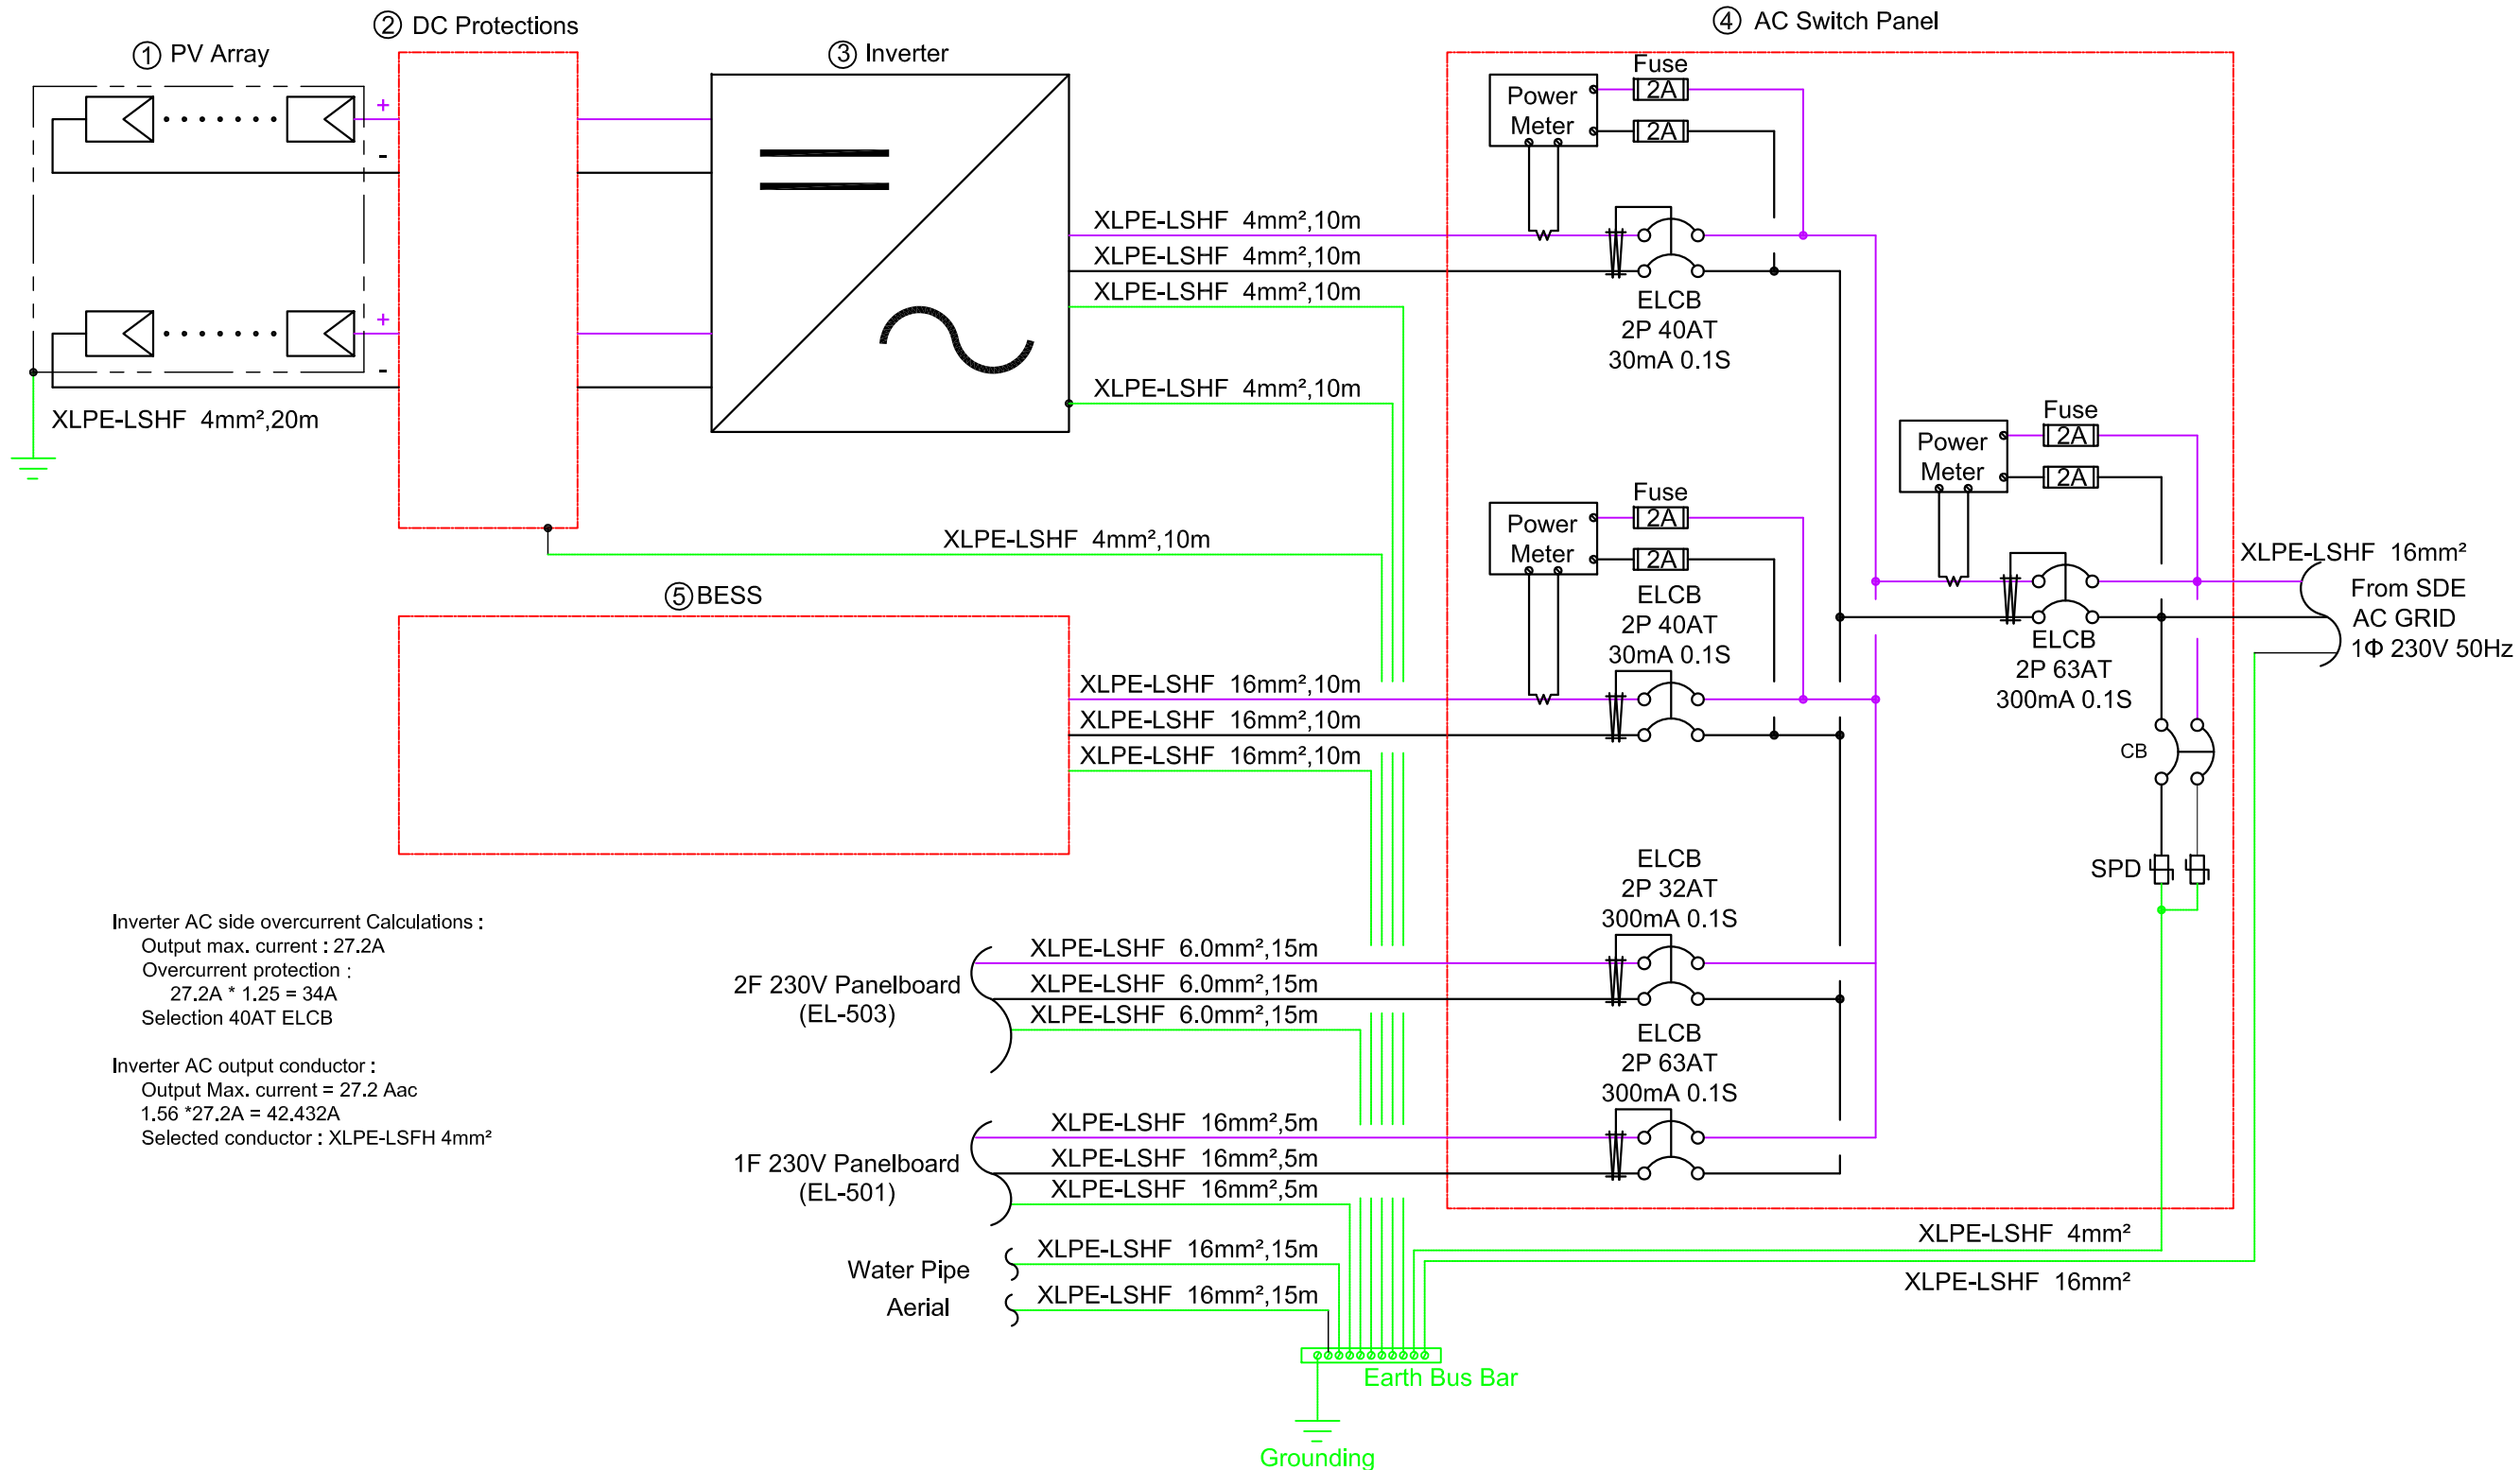 ① PV Array
② DC Protections
③ Inverter
④ AC Switch Panel
+
-
+
-
XLPE-LSHF 4mm²,20m
Power
Meter
Fuse
2A
2A
XLPE-LSHF 4mm²,10m
XLPE-LSHF 4mm²,10m
XLPE-LSHF 4mm²,10m
XLPE-LSHF 4mm²,10m
ELCB
2P 40AT
30mA 0.1S
XLPE-LSHF 4mm²,10m
Power
Meter
Fuse
2A
2A
ELCB
2P 40AT
30mA 0.1S
Power
Meter
Fuse
2A
2A
XLPE-LSHF 16mm²
From SDE
AC GRID
1Φ 230V 50Hz
ELCB
2P 63AT
300mA 0.1S
CB
SPD
⑤ BESS
XLPE-LSHF 16mm²,10m
XLPE-LSHF 16mm²,10m
XLPE-LSHF 16mm²,10m
Inverter AC side overcurrent Calculations :
Output max. current : 27.2A
Overcurrent protection :
27.2A * 1.25 = 34A
Selection 40AT ELCB
Inverter AC output conductor :
Output Max. current = 27.2 Aac
1.56 *27.2A = 42.432A
Selected conductor : XLPE-LSFH 4mm²
ELCB
2P 32AT
300mA 0.1S
2F 230V Panelboard
(EL-503)
XLPE-LSHF 6.0mm²,15m
XLPE-LSHF 6.0mm²,15m
XLPE-LSHF 6.0mm²,15m
ELCB
2P 63AT
300mA 0.1S
1F 230V Panelboard
(EL-501)
XLPE-LSHF 16mm²,5m
XLPE-LSHF 16mm²,5m
XLPE-LSHF 16mm²,5m
Water Pipe
XLPE-LSHF 16mm²,15m
Aerial
XLPE-LSHF 16mm²,15m
XLPE-LSHF 4mm²
XLPE-LSHF 16mm²
Earth Bus Bar
Grounding